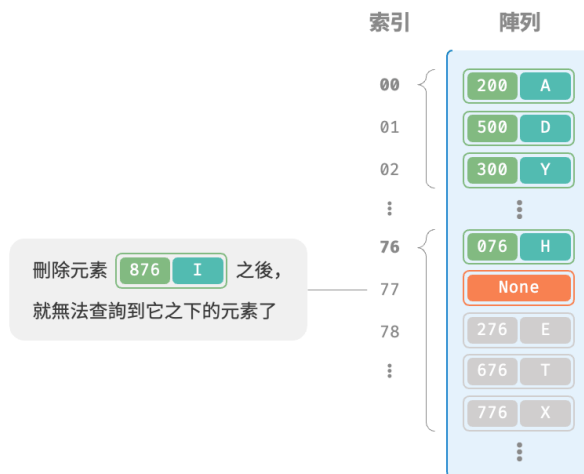 索引 陣列
00 200 A
01 500 D
02 300 Y
76 076 H
刪除元素 876 I 之後，
就無法查詢到它之下的元素了
77 None
78 276 E
676 T
776 X